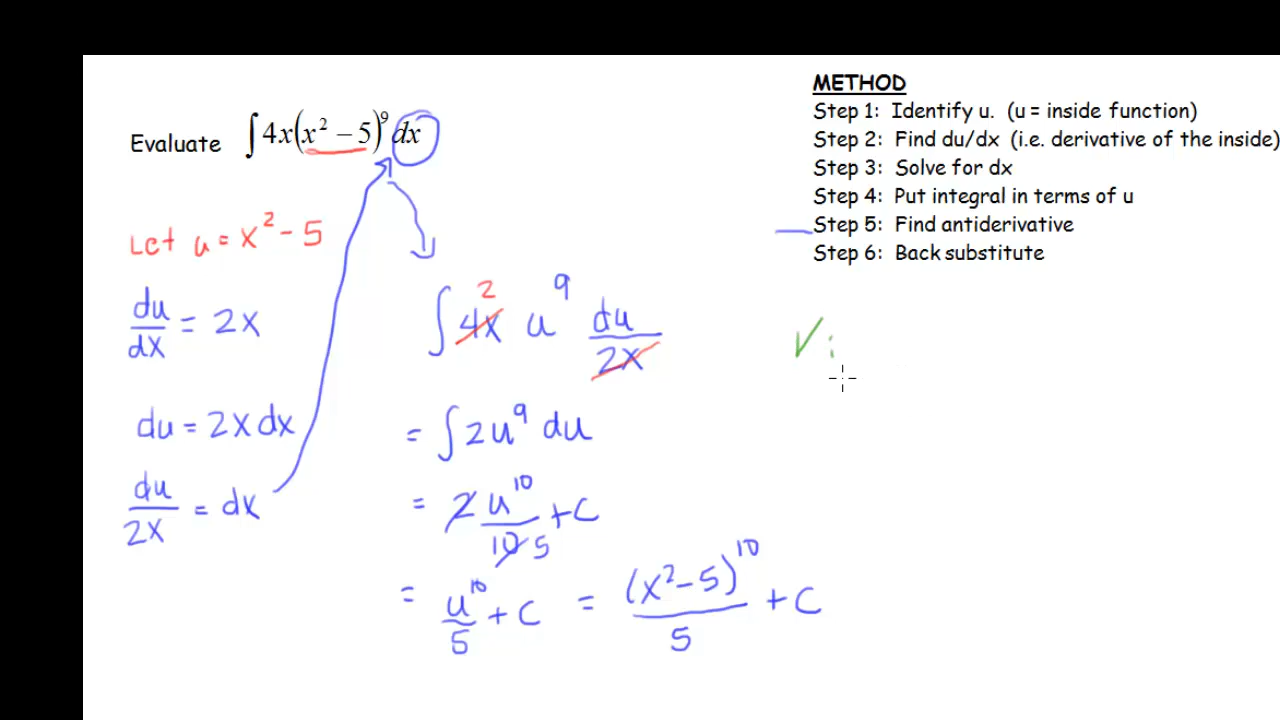 Evaluate ∫4x(x² − 5)⁹dx
Let u = x² - 5
du/dx = 2x
du = 2x dx
du/2x = dx
2
∫ 4x u⁹ du/2x
= ∫ 2u⁹ du
= 2 u¹⁰/10 5 + C
= u¹⁰/5 + C = (x² - 5)¹⁰/5 + C
METHOD
Step 1: Identify u. (u = inside function)
Step 2: Find du/dx (i.e. derivative of the inside)
Step 3: Solve for dx
Step 4: Put integral in terms of u
Step 5: Find antiderivative
Step 6: Back substitute